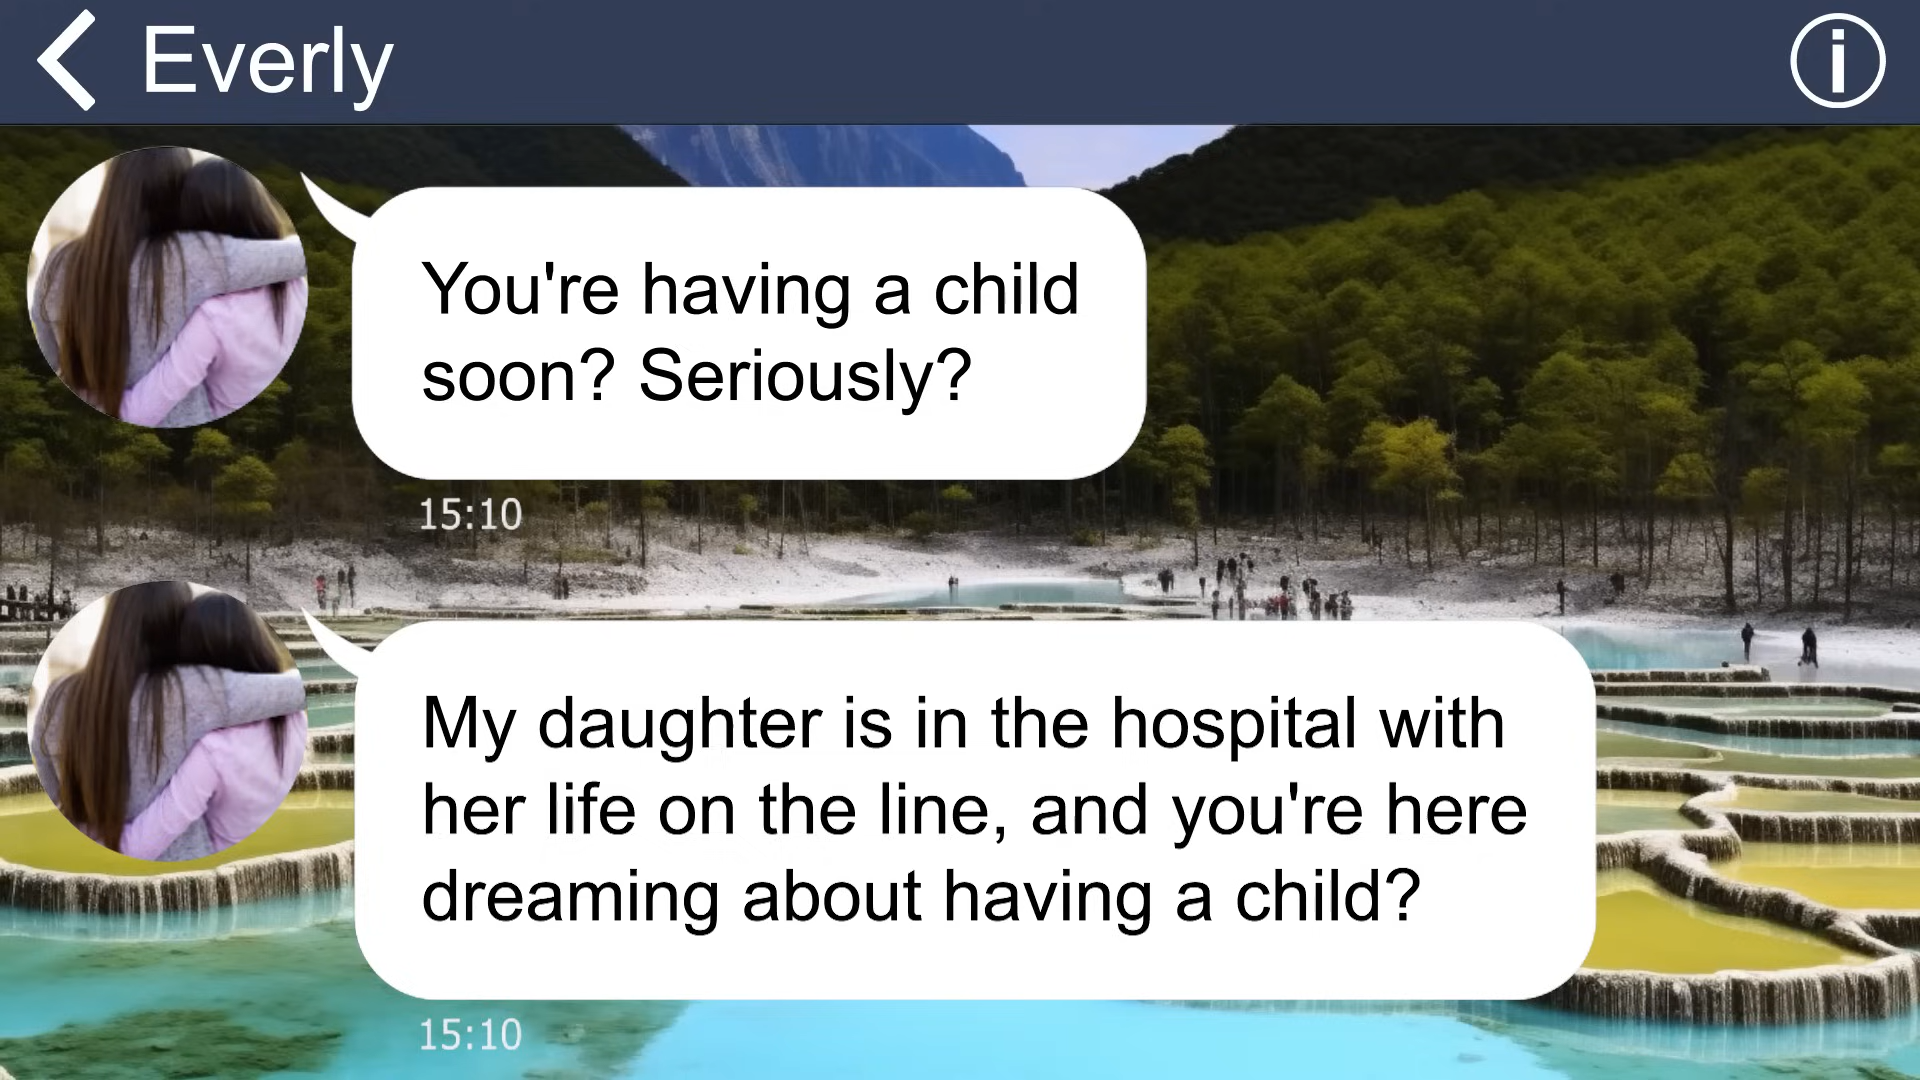 Everly
You're having a child
soon? Seriously?
15:10
My daughter is in the hospital with
her life on the line, and you're here
dreaming about having a child?
15:10